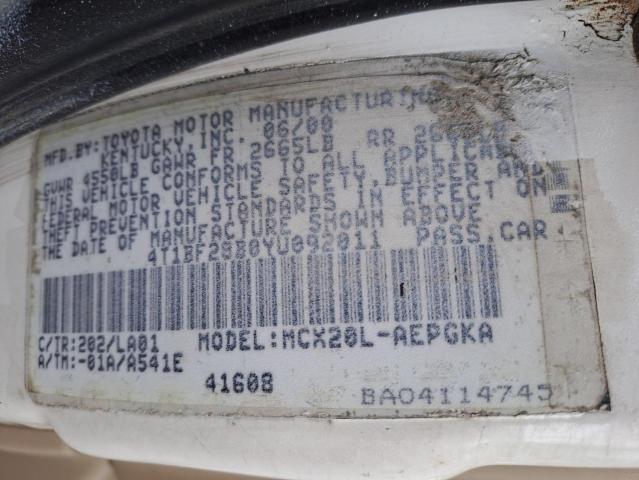 MFD.BY:TOYOTA MOTOR MANUFACTURING
KENTUCKY,INC. 06/00
GVWR 4550LB GAWR FR 2665LB RR
THIS VEHICLE CONFORMS TO ALL APPLICABLE
FEDERAL MOTOR VEHICLE SAFETY,BUMPER AND
THEFT PREVENTION STANDARDS IN EFFECT ON
THE DATE OF MANUFACTURE SHOWN ABOVE.
4T1BF28B0YU092011 PASS.CAR
C/TR:202/LA01 MODEL:MCX20L-AEPGKA
A/TM:-01A/A541E
41608 BA04114745